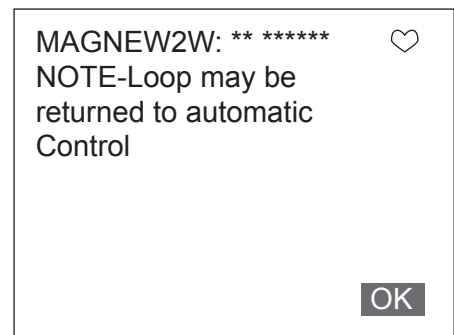 MAGNEW2W: ** ******
NOTE-Loop may be
returned to automatic
Control
OK